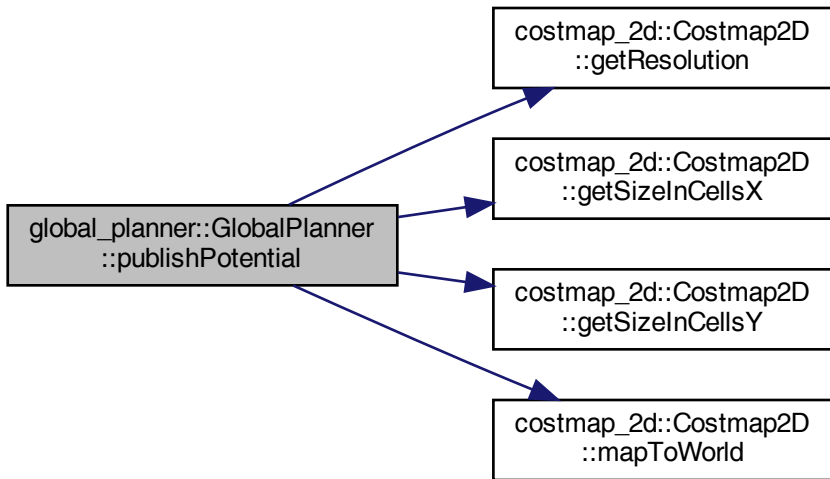 costmap_2d::Costmap2D
::getResolution
costmap_2d::Costmap2D
::getSizeInCellsX
global_planner::GlobalPlanner
::publishPotential
costmap_2d::Costmap2D
::getSizeInCellsY
costmap_2d::Costmap2D
::mapToWorld